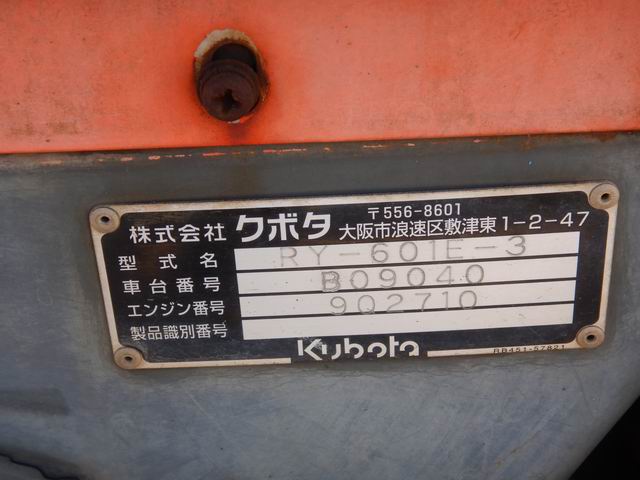 株式会社 クボタ 〒556-8601
大阪市浪速区敷津東1-2-47
型式名 RY-601E-3
車台番号 B09040
エンジン番号 902710
製品識別番号
Kubota
RB451-57821